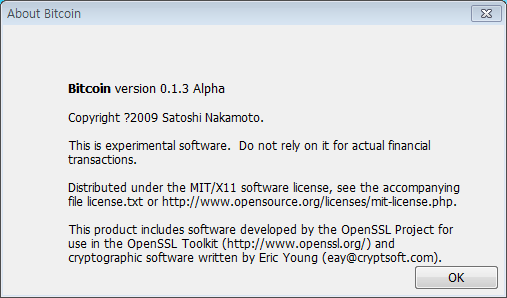 About Bitcoin
Bitcoin version 0.1.3 Alpha
Copyright ?2009 Satoshi Nakamoto.
This is experimental software.  Do not rely on it for actual financial
transactions.
Distributed under the MIT/X11 software license, see the accompanying
file license.txt or http://www.opensource.org/licenses/mit-license.php.
This product includes software developed by the OpenSSL Project for
use in the OpenSSL Toolkit (http://www.openssl.org/) and
cryptographic software written by Eric Young (eay@cryptsoft.com).
OK